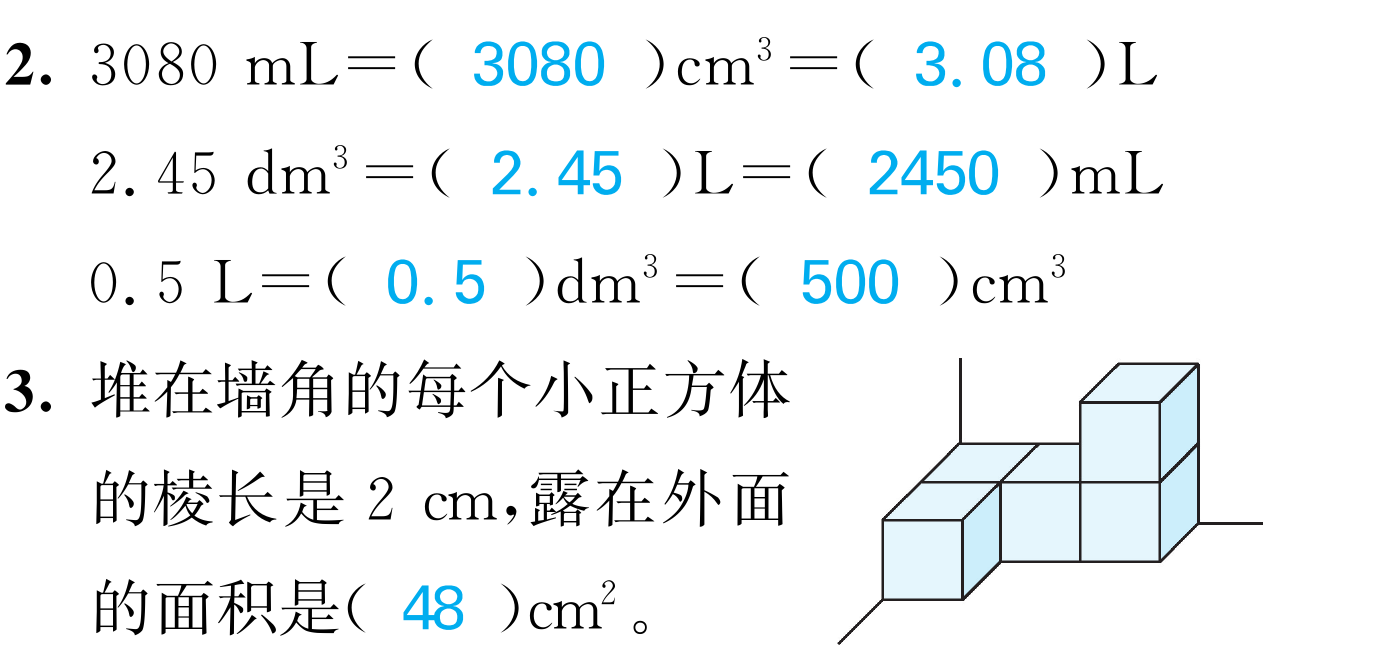 2. 3080 mL=( 3080 )cm³=( 3.08 )L
2.45 dm³=( 2.45 )L=( 2450 )mL
0.5 L=( 0.5 )dm³=( 500 )cm³
3. 堆在墙角的每个小正方体
的棱长是 2 cm,露在外面
的面积是( 48 )cm²。